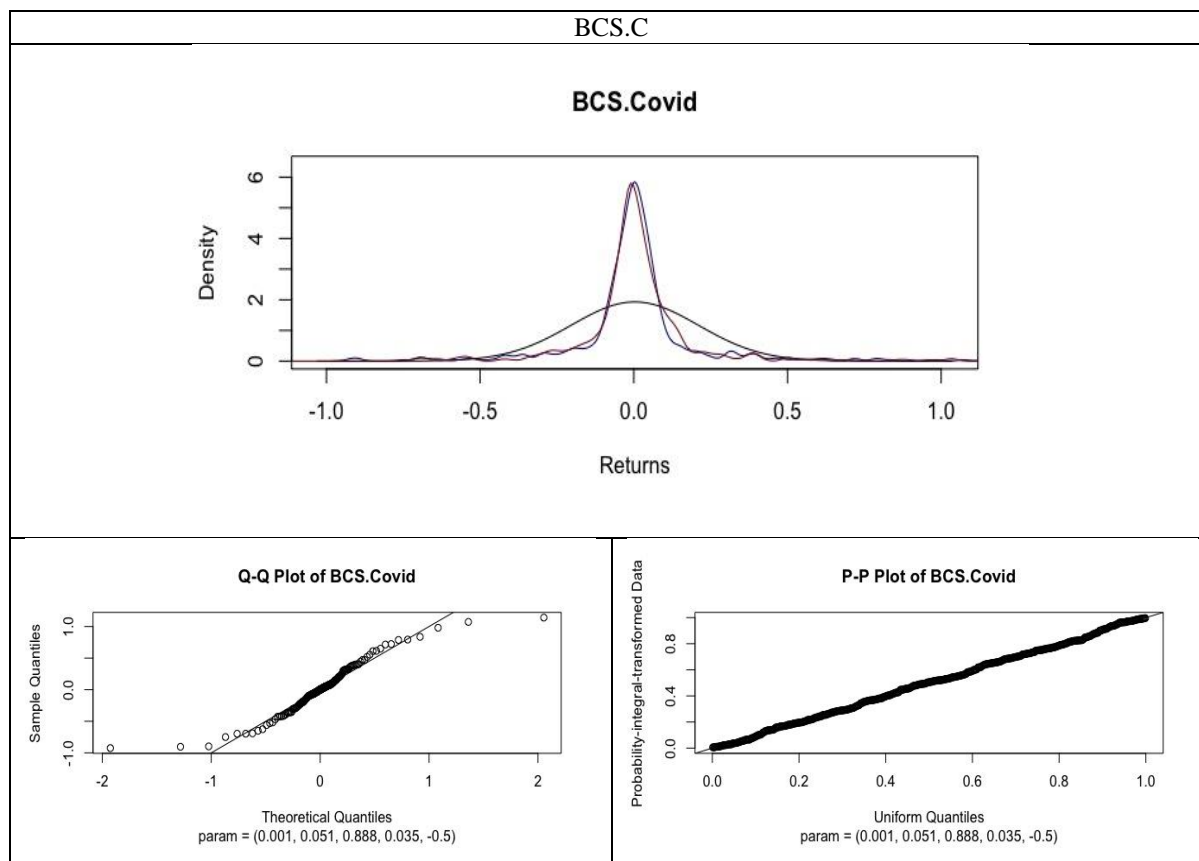 BCS.C
BCS.Covid
Density
6
4
2
0
-1.0
-0.5
0.0
0.5
1.0
Returns
Q-Q Plot of BCS.Covid
Sample Quantiles
1.0
0.0
-1.0
-2
-1
0
1
2
Theoretical Quantiles
param = (0.001, 0.051, 0.888, 0.035, -0.5)
P-P Plot of BCS.Covid
Probability-integral-transformed Data
0.8
0.4
0.0
0.0
0.2
0.4
0.6
0.8
1.0
Uniform Quantiles
param = (0.001, 0.051, 0.888, 0.035, -0.5)